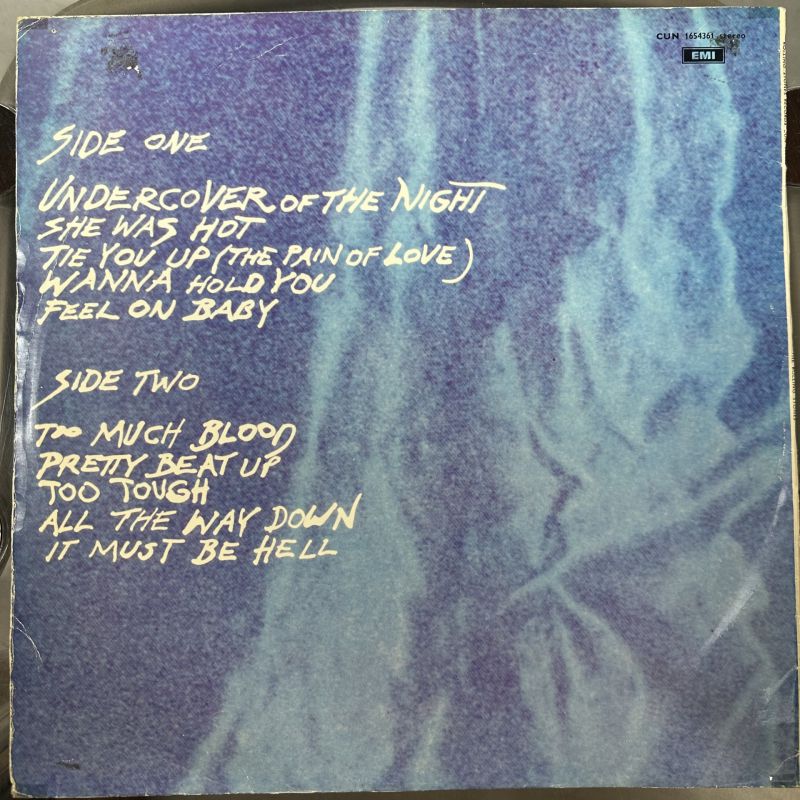 CUN 1654361 stereo
EMI
SIDE ONE
UNDERCOVER OF THE NIGHT
SHE WAS HOT
TIE YOU UP (THE PAIN OF LOVE)
WANNA HOLD YOU
FEEL ON BABY
SIDE TWO
TOO MUCH BLOOD
PRETTY BEAT UP
TOO TOUGH
ALL THE WAY DOWN
IT MUST BE HELL